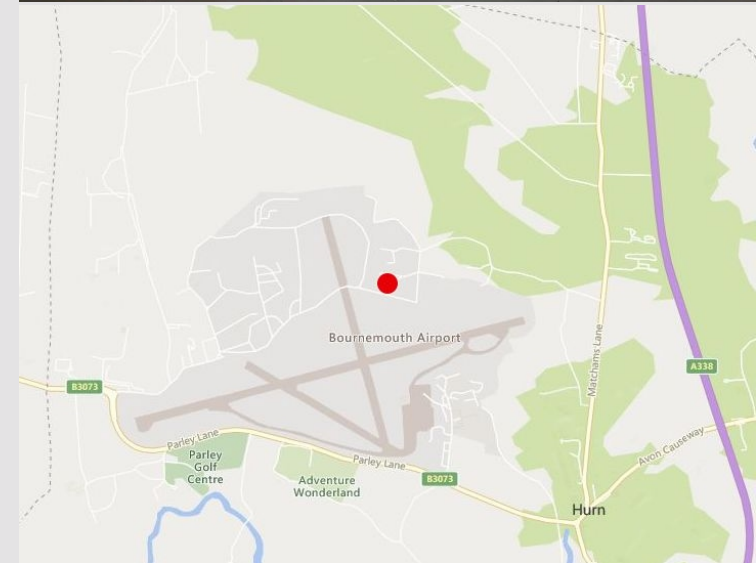 Bournemouth Airport
Matchams Lane
A338
B3073
Parley Lane
Avon Causeway
Parley
Golf
Centre
Parley Lane
Adventure
Wonderland
B3073
Hurn